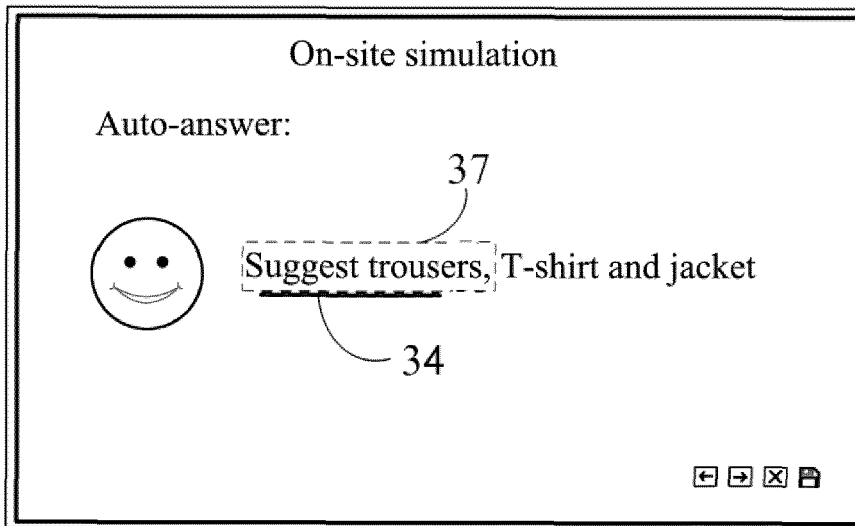 On-site simulation
Auto-answer:
37
Suggest trousers, T-shirt and jacket
34